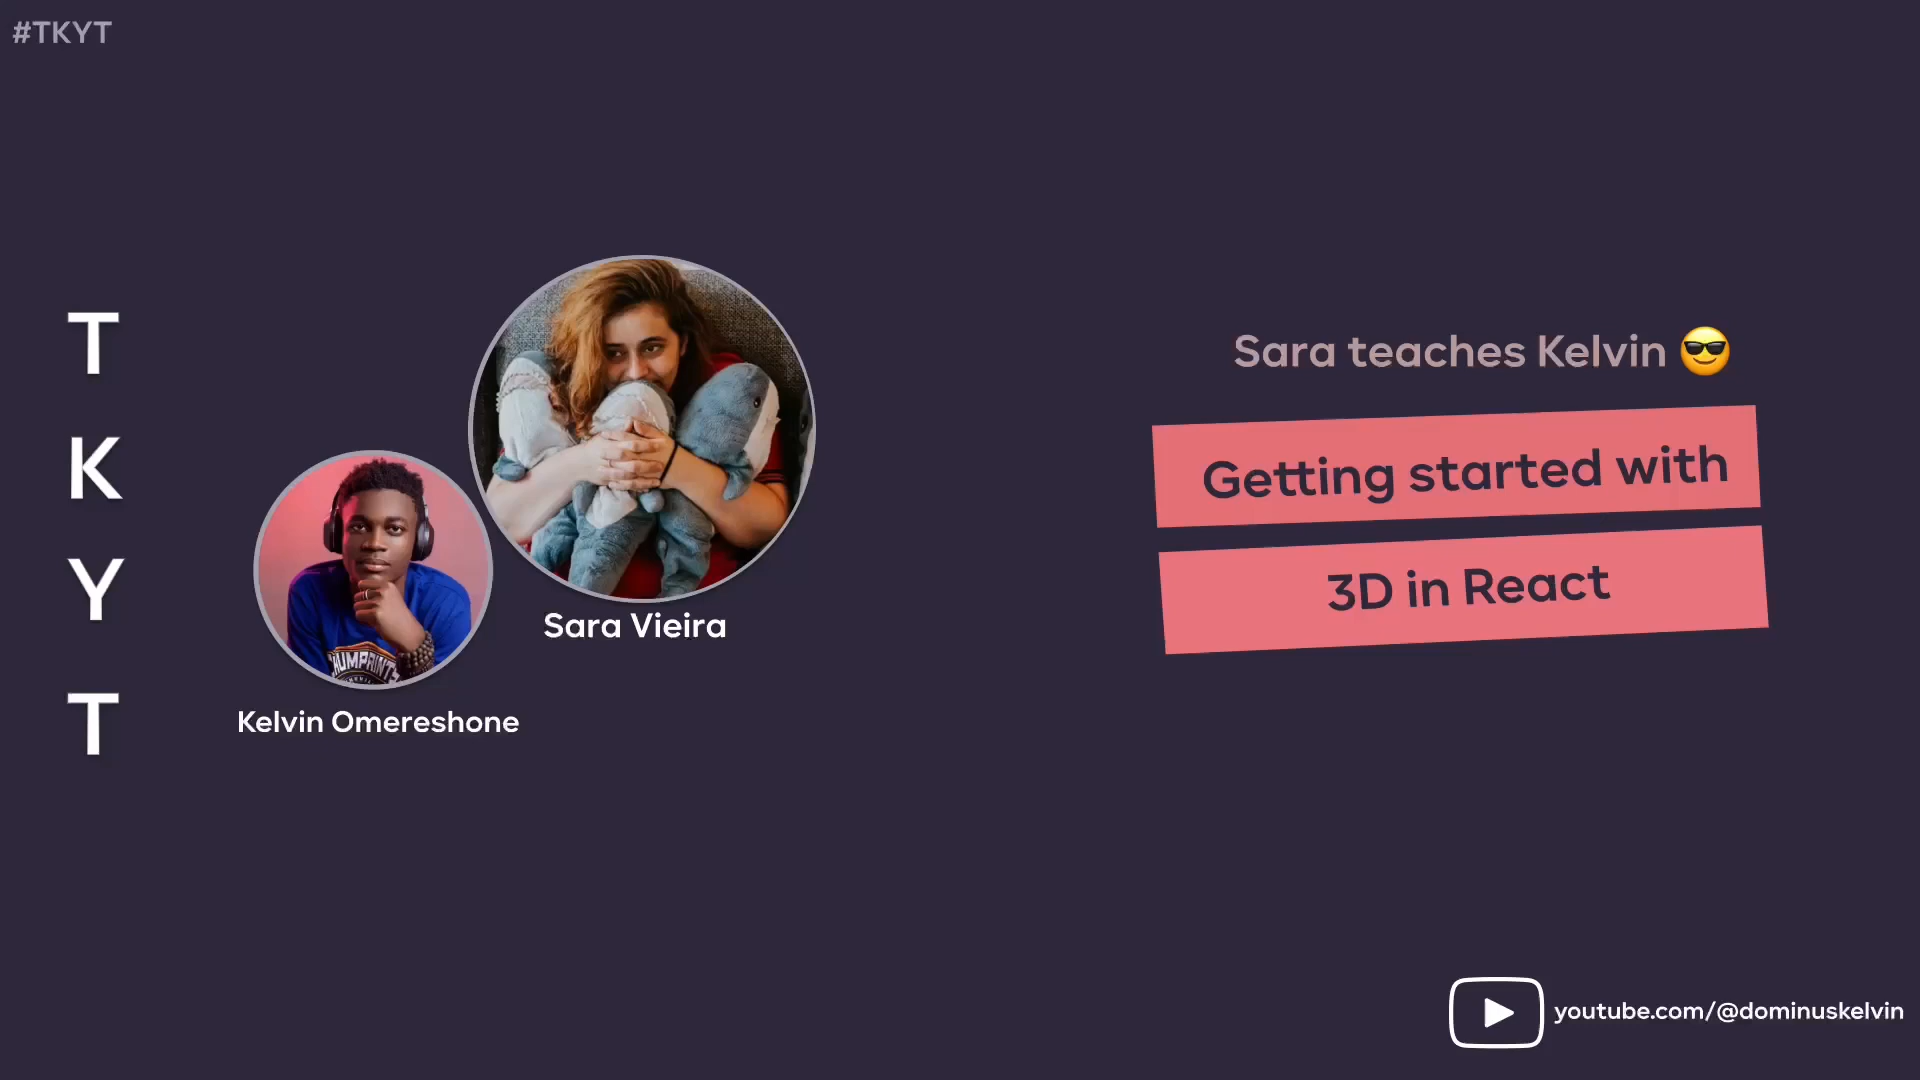 #TKYT
T
K
Y
T
Sara Vieira
Kelvin Omereshone
Sara teaches Kelvin 😎
Getting started with
3D in React
youtube.com/@dominuskelvin